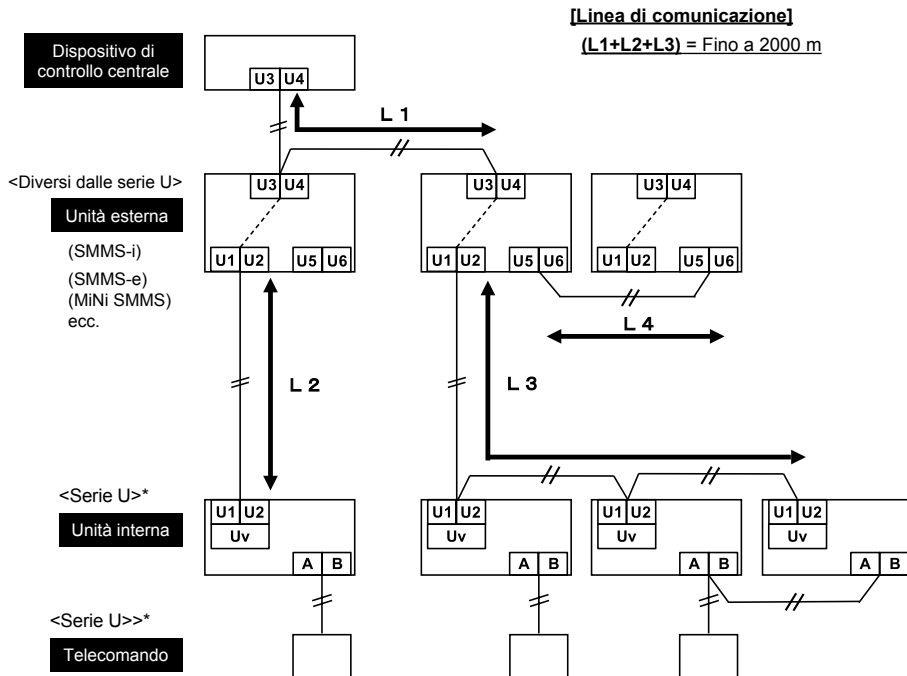 [Linea di comunicazione]
(L1+L2+L3) = Fino a 2000 m
Dispositivo di
controllo centrale
U3 U4
L 1
<Diversi dalle serie U>
Unità esterna
(SMMS-i)
(SMMS-e)
(MiNi SMMS)
ecc.
U3 U4
U3 U4
U3 U4
U1 U2 U5 U6
U1 U2 U5 U6
U1 U2 U5 U6
L 4
L 2
L 3
<Serie U>*
Unità interna
U1 U2
Uv
A B
U1 U2
Uv
A B
U1 U2
Uv
A B
U1 U2
Uv
A B
<Serie U>>*
Telecomando